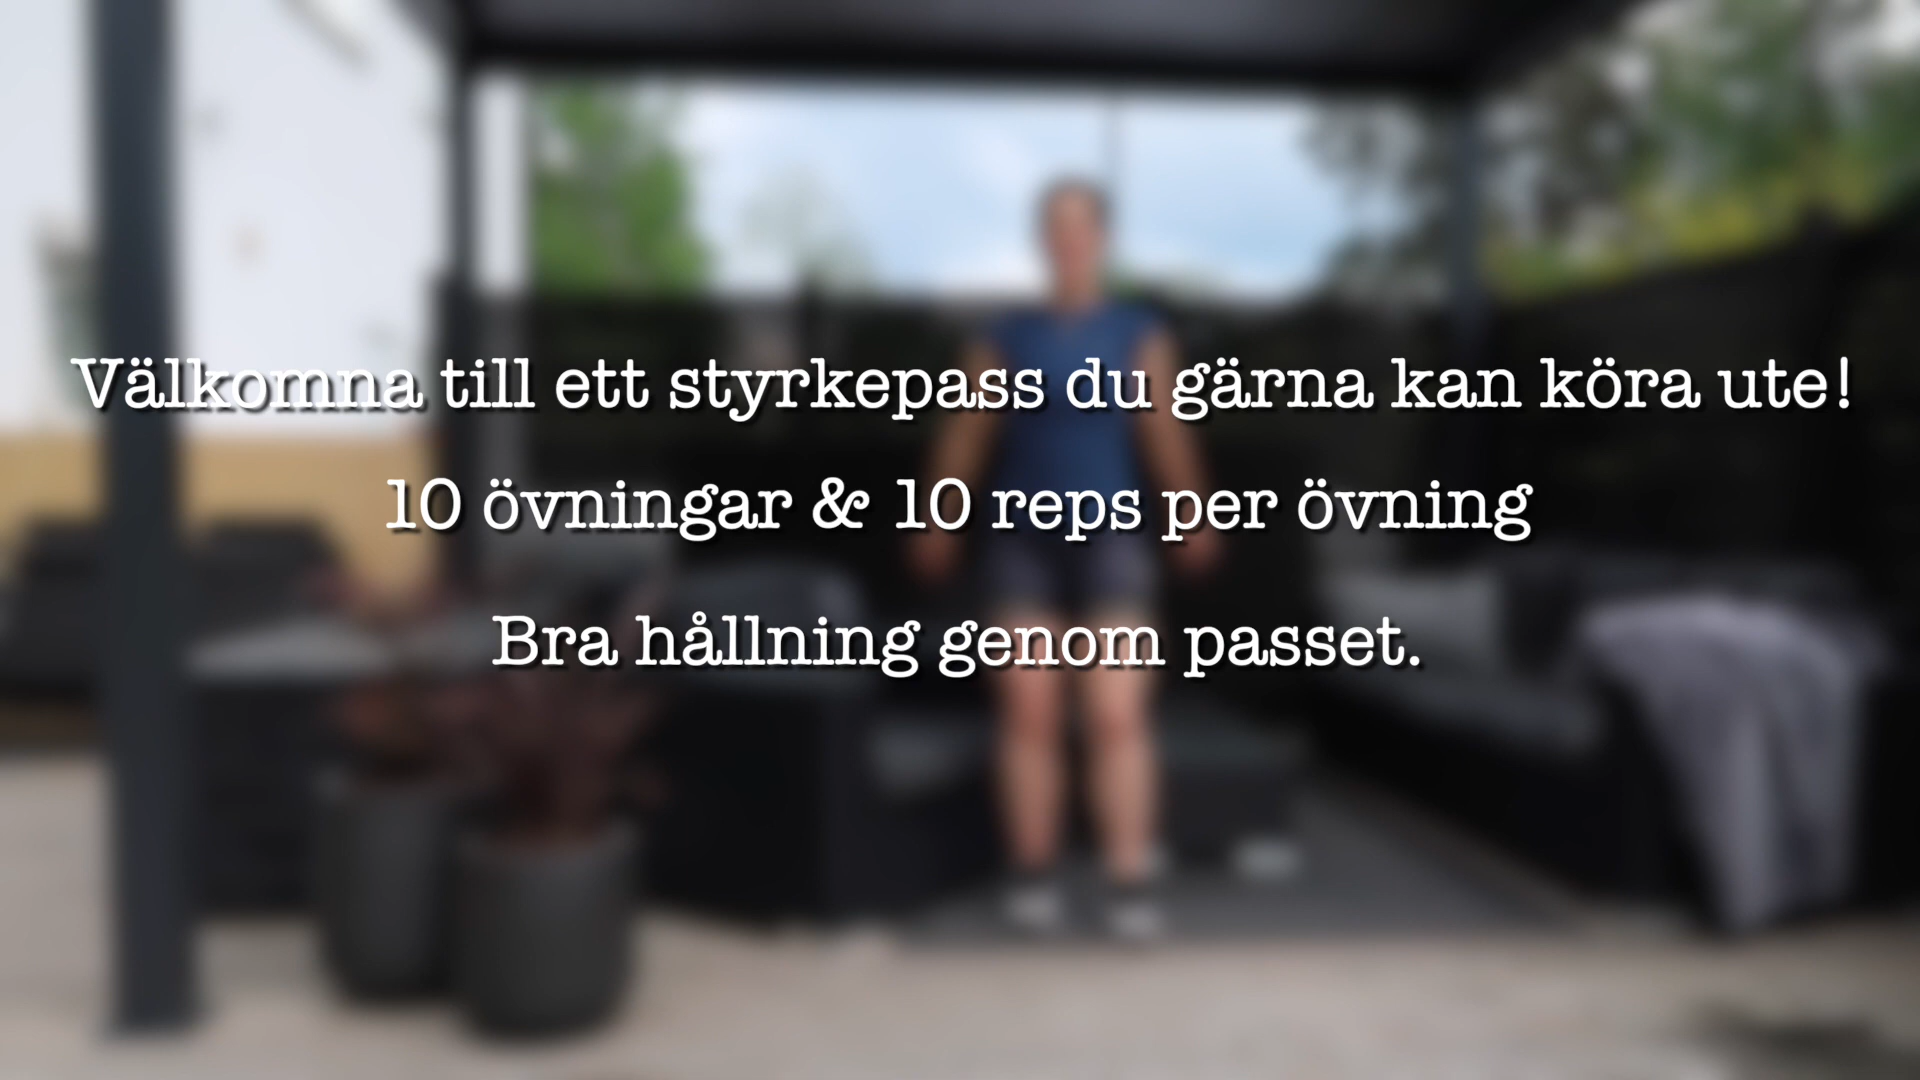 Välkomna till ett styrkepass du gärna kan köra ute!
10 övningar & 10 reps per övning
Bra hållning genom passet.